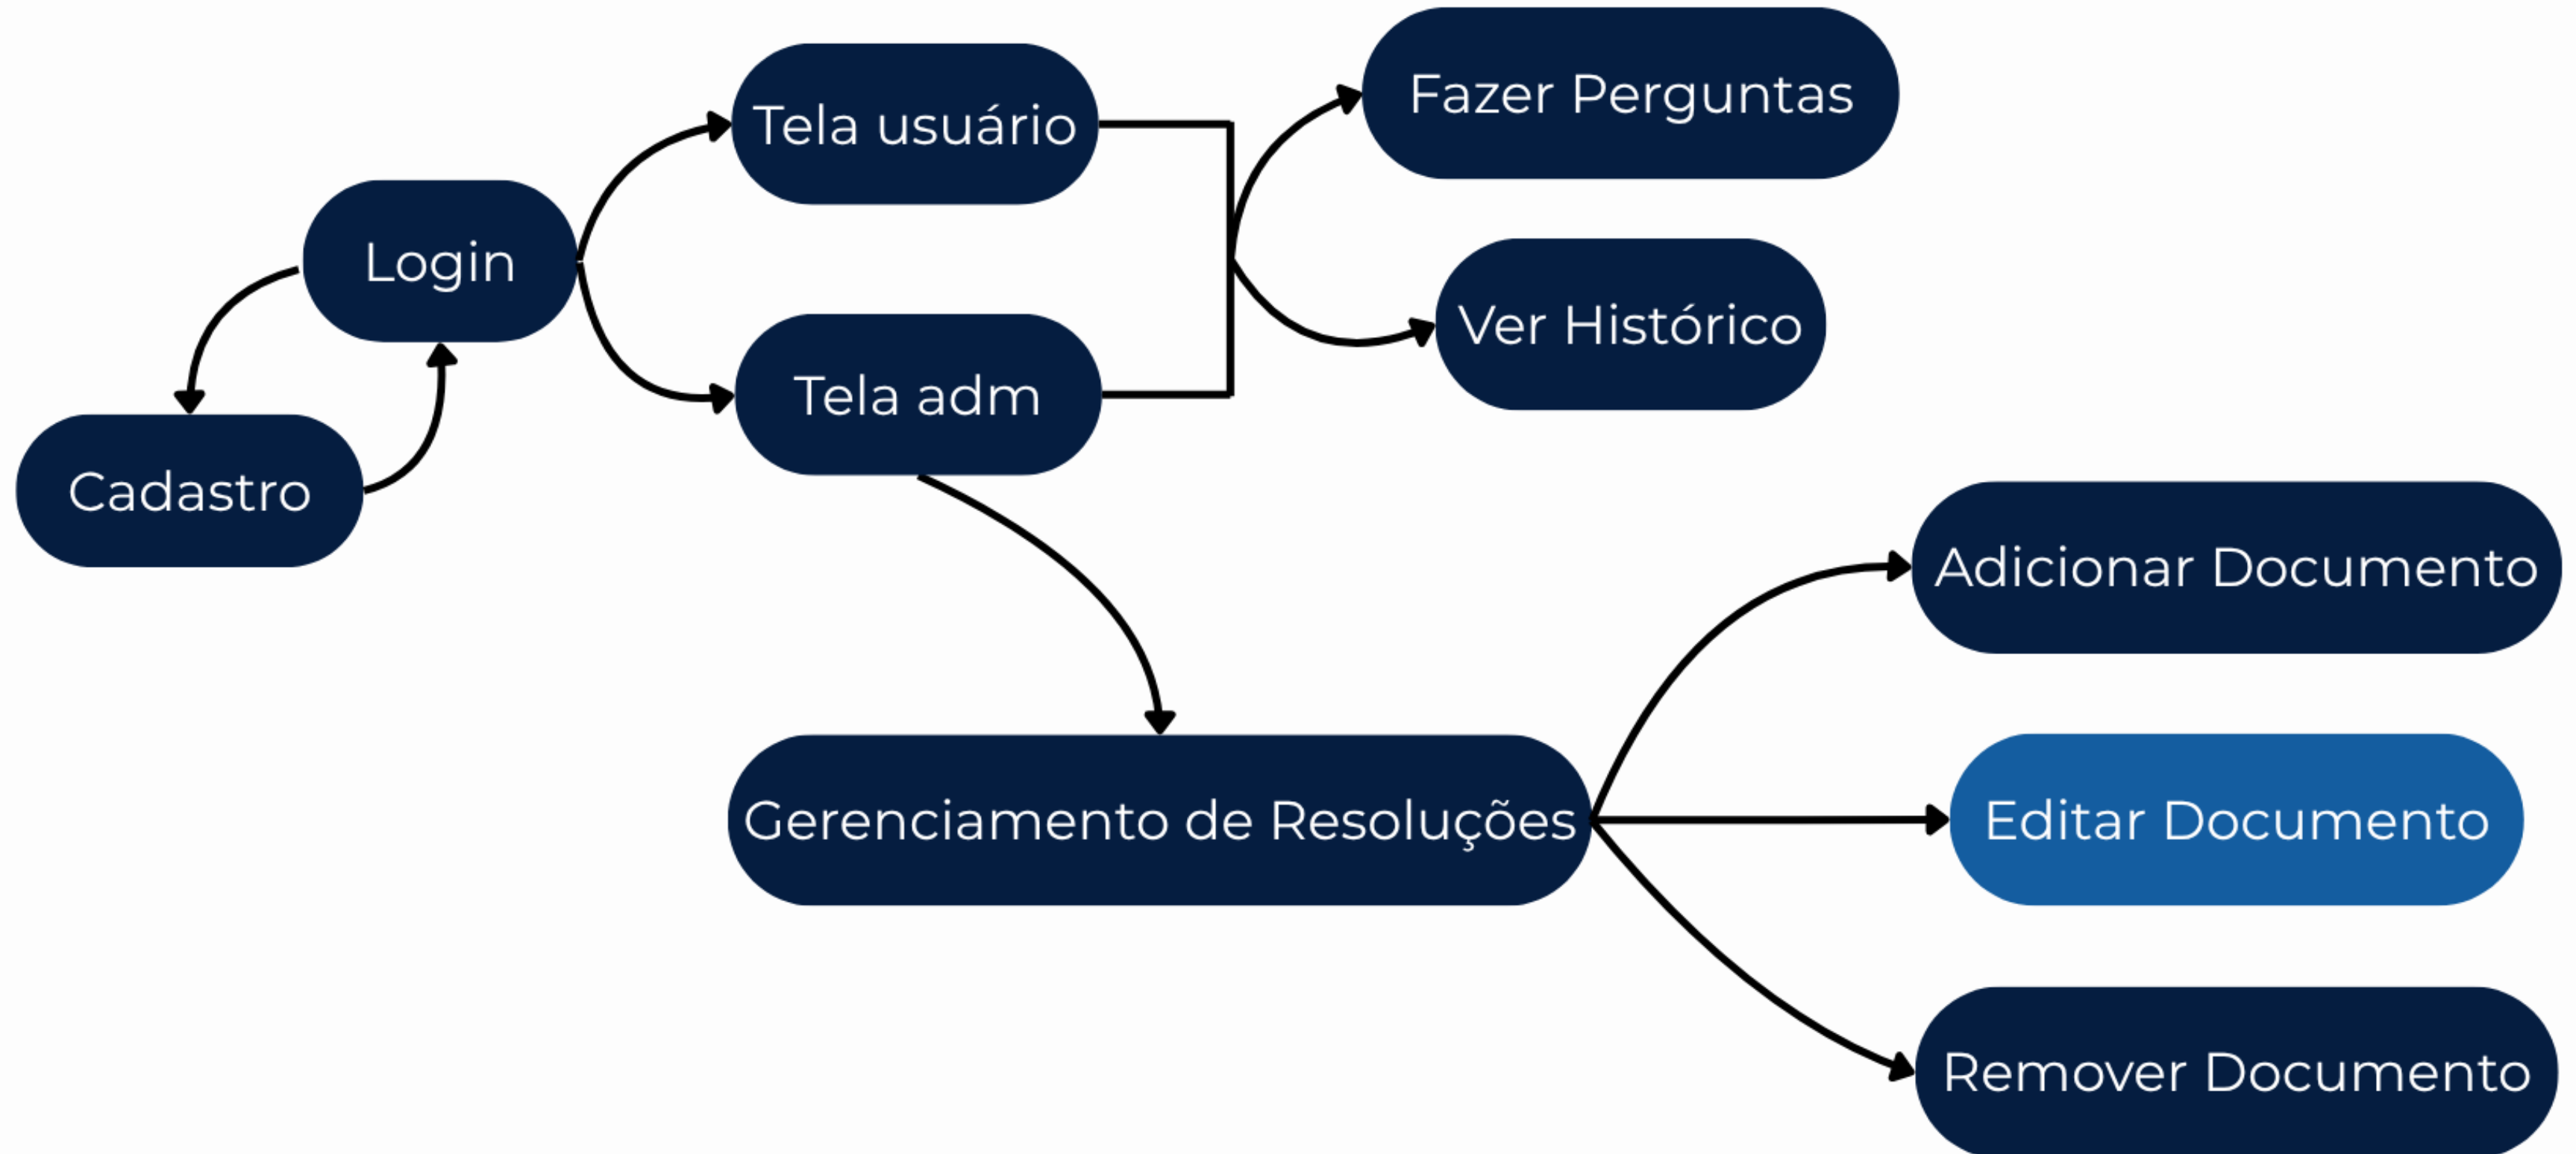 Fazer Perguntas
Tela usuário
Login
Ver Histórico
Tela adm
Cadastro
Adicionar Documento
Gerenciamento de Resoluções
Editar Documento
Remover Documento